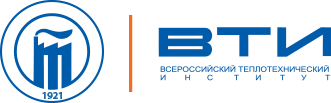 1921
ВТИ
ВСЕРОССИЙСКИЙ ТЕПЛОТЕХНИЧЕСКИЙ
ИНСТИТУТ